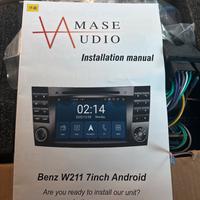 MASE
AUDIO
Installation manual
02:14
Benz W211 7inch Android
Are you ready to install our unit?